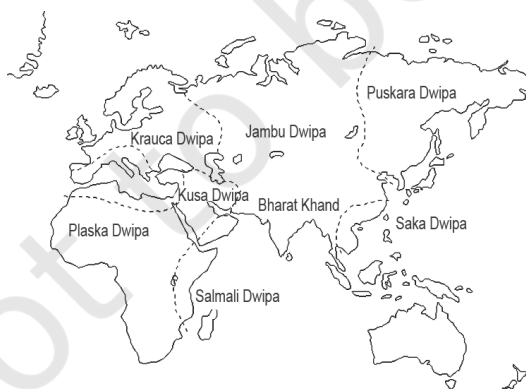 Puskara Dwipa
Krauca Dwipa
Jambu Dwipa
Kusa Dwipa
Bharat Khand
Plaska Dwipa
Saka Dwipa
Salmali Dwipa